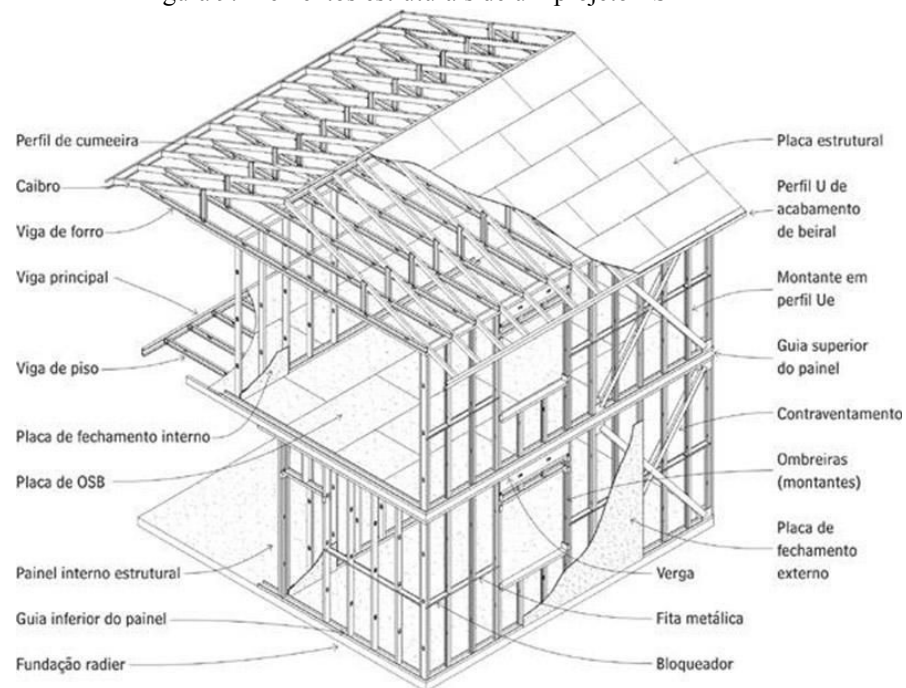 Perfil de cumeeira
Caibro
Viga de forro
Viga principal
Viga de piso
Placa de fechamento interno
Placa de OSB
Painel interno estrutural
Guia inferior do painel
Fundação radier
Placa estrutural
Perfil U de
acabamento
de beiral
Montante em
perfil Ue
Guia superior
do painel
Contraventamento
Ombreiras
(montantes)
Placa de
fechamento
externo
Verga
Fita metálica
Bloqueador